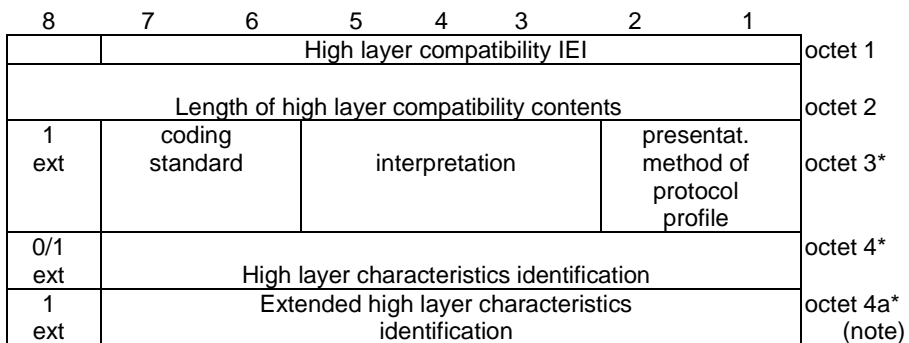 8 7 6 5 4 3 2 1
High layer compatibility IEI octet 1
Length of high layer compatibility contents octet 2
1 coding presentat.
ext standard interpretation method of octet 3*
protocol
profile
0/1 octet 4*
ext High layer characteristics identification
1 Extended high layer characteristics octet 4a*
ext identification (note)